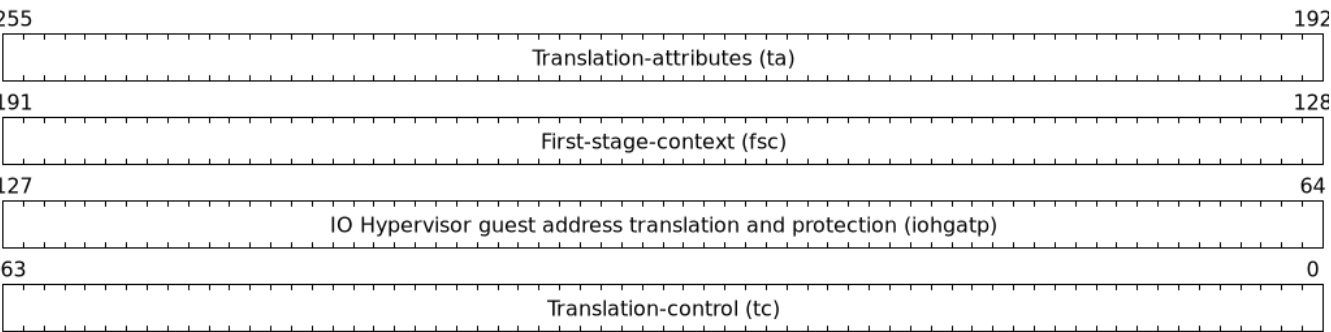 255 192
Translation-attributes (ta)
191 128
First-stage-context (fsc)
127 64
IO Hypervisor guest address translation and protection (iohgatp)
63 0
Translation-control (tc)